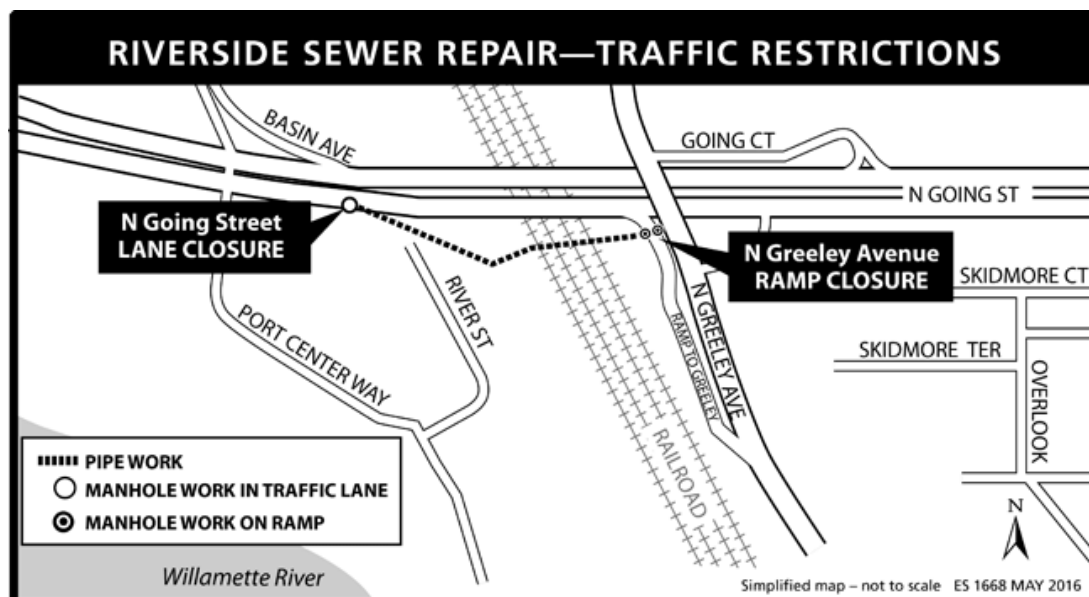 RIVERSIDE SEWER REPAIR—TRAFFIC RESTRICTIONS
BASIN AVE
GOING CT
N GOING ST
N Going Street
LANE CLOSURE
N Greeley Avenue
RAMP CLOSURE
SKIDMORE CT
RIVER ST
N GREELEY AVE
RAMP TO GREELEY
PORT CENTER WAY
SKIDMORE TER
OVERLOOK
RAILROAD
PIPE WORK
MANHOLE WORK IN TRAFFIC LANE
MANHOLE WORK ON RAMP
N
Willamette River
Simplified map – not to scale ES 1668 MAY 2016